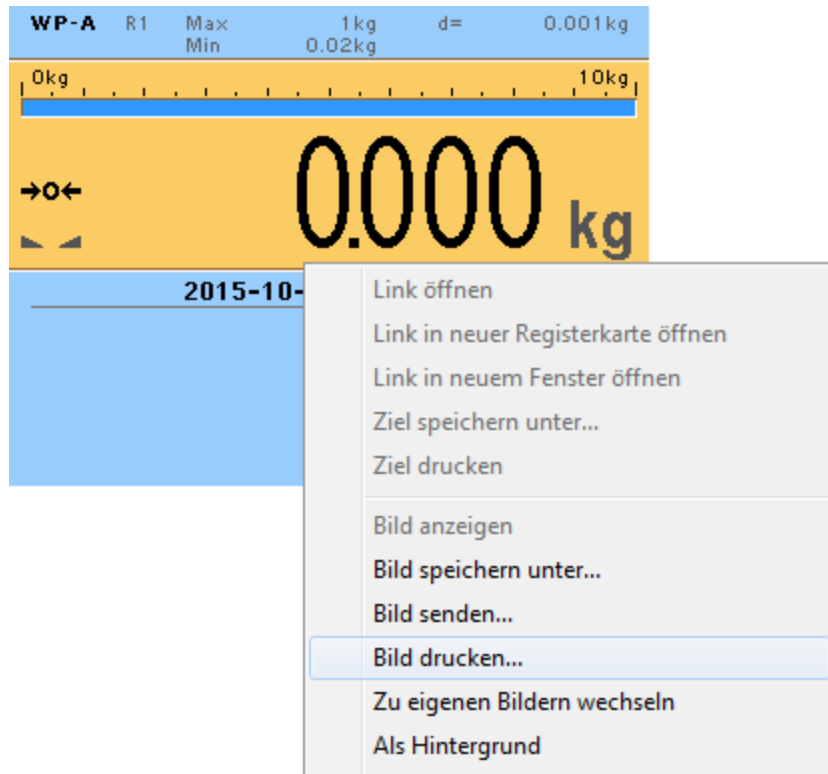 WP-A R1 Max 1kg d= 0.001kg
Min 0.02kg
0kg 10kg
→0← 0.000 kg
2015-10-
Link öffnen
Link in neuer Registerkarte öffnen
Link in neuem Fenster öffnen
Ziel speichern unter...
Ziel drucken
Bild anzeigen
Bild speichern unter...
Bild senden...
Bild drucken...
Zu eigenen Bildern wechseln
Als Hintergrund